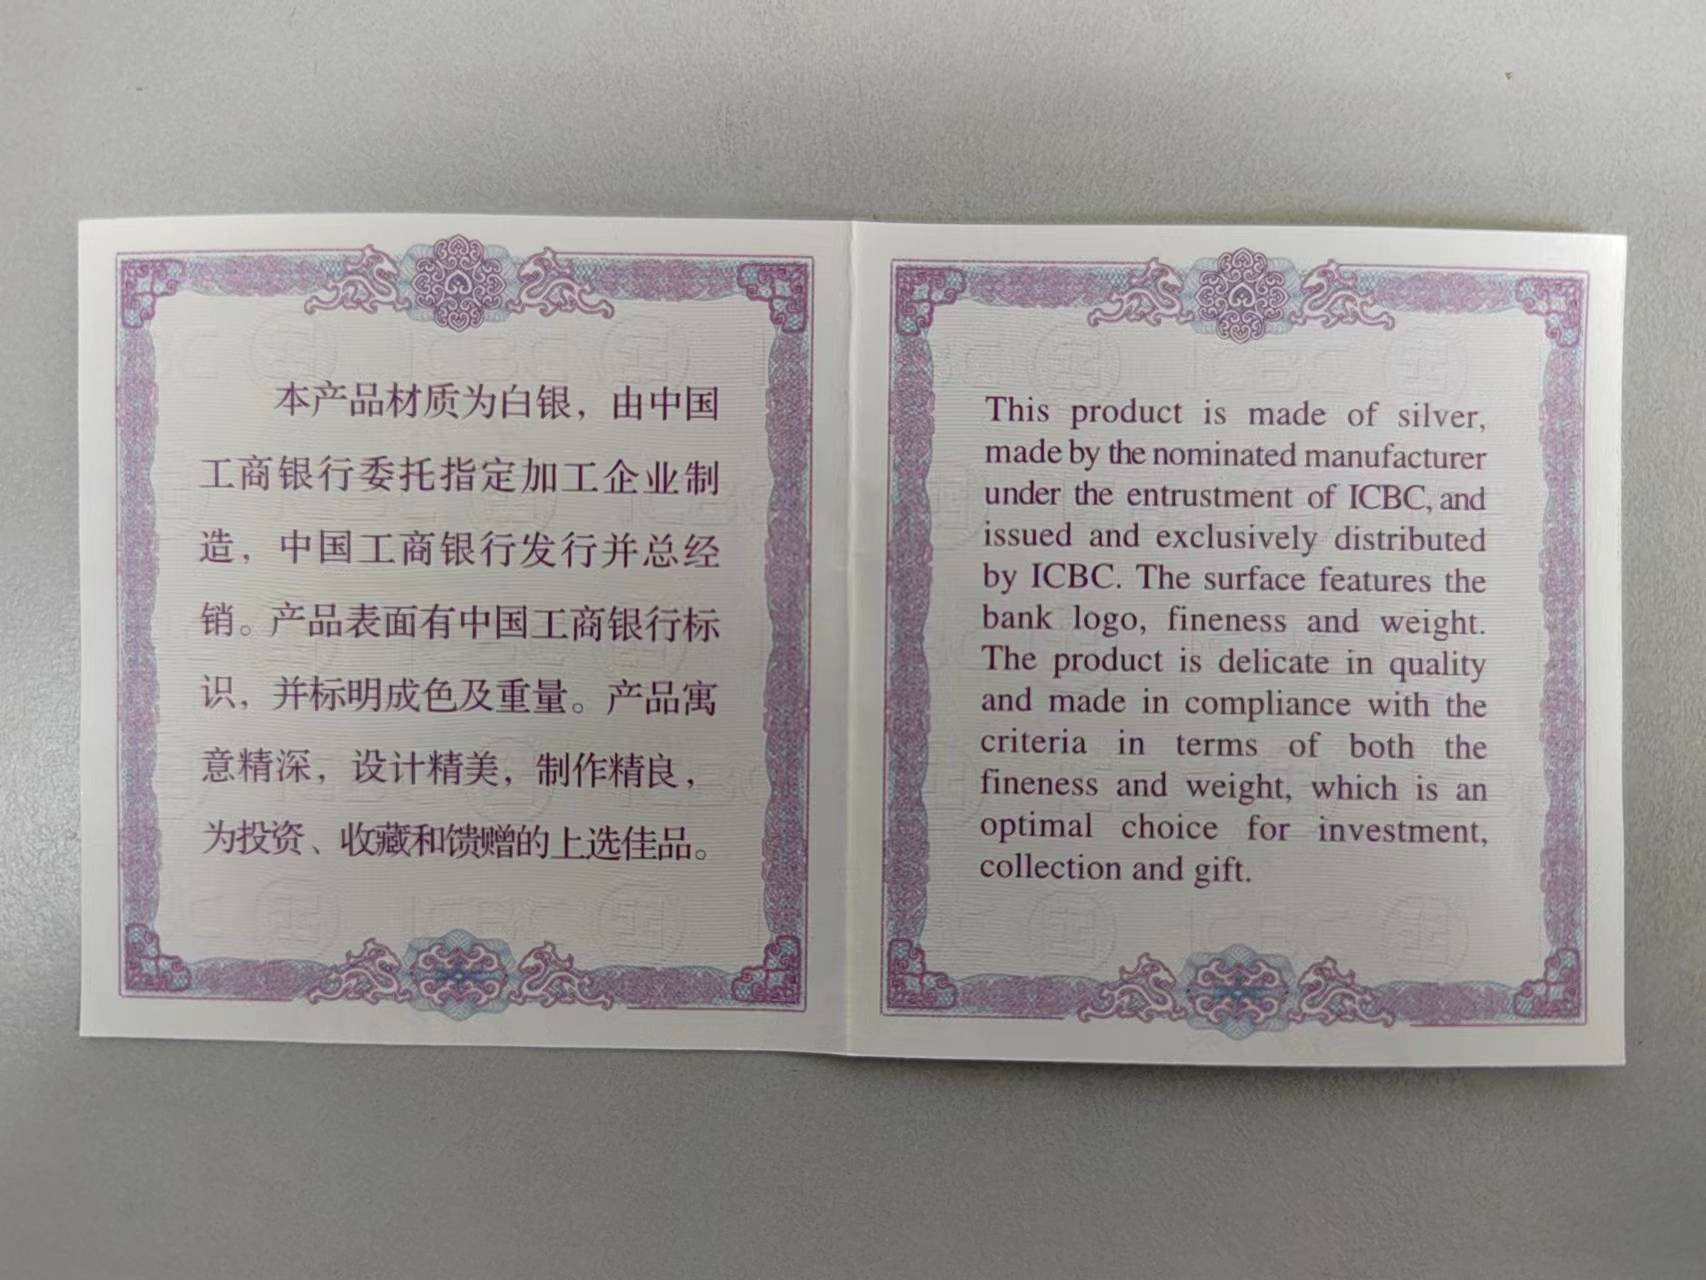 本产品材质为白银，由中国
工商银行委托指定加工企业制
造，中国工商银行发行并总经
销。产品表面有中国工商银行标
识，并标明成色及重量。产品寓
意精深，设计精美，制作精良，
为投资、收藏和馈赠的上选佳品。
This product is made of silver,
made by the nominated manufacturer
under the entrustment of ICBC, and
issued and exclusively distributed
by ICBC. The surface features the
bank logo, fineness and weight.
The product is delicate in quality
and made in compliance with the
criteria in terms of both the
fineness and weight, which is an
optimal choice for investment,
collection and gift.